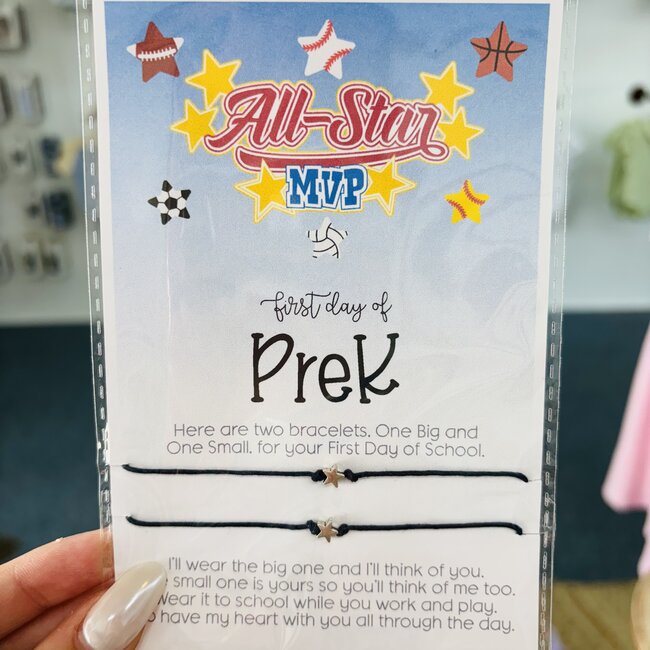 All-Star
MVP
first day of
PreK
Here are two bracelets. One Big and
One Small. for your First Day of School.
I'll wear the big one and I'll think of you.
small one is yours so you'll think of me too.
wear it to school while you work and play.
have my heart with you all through the day.